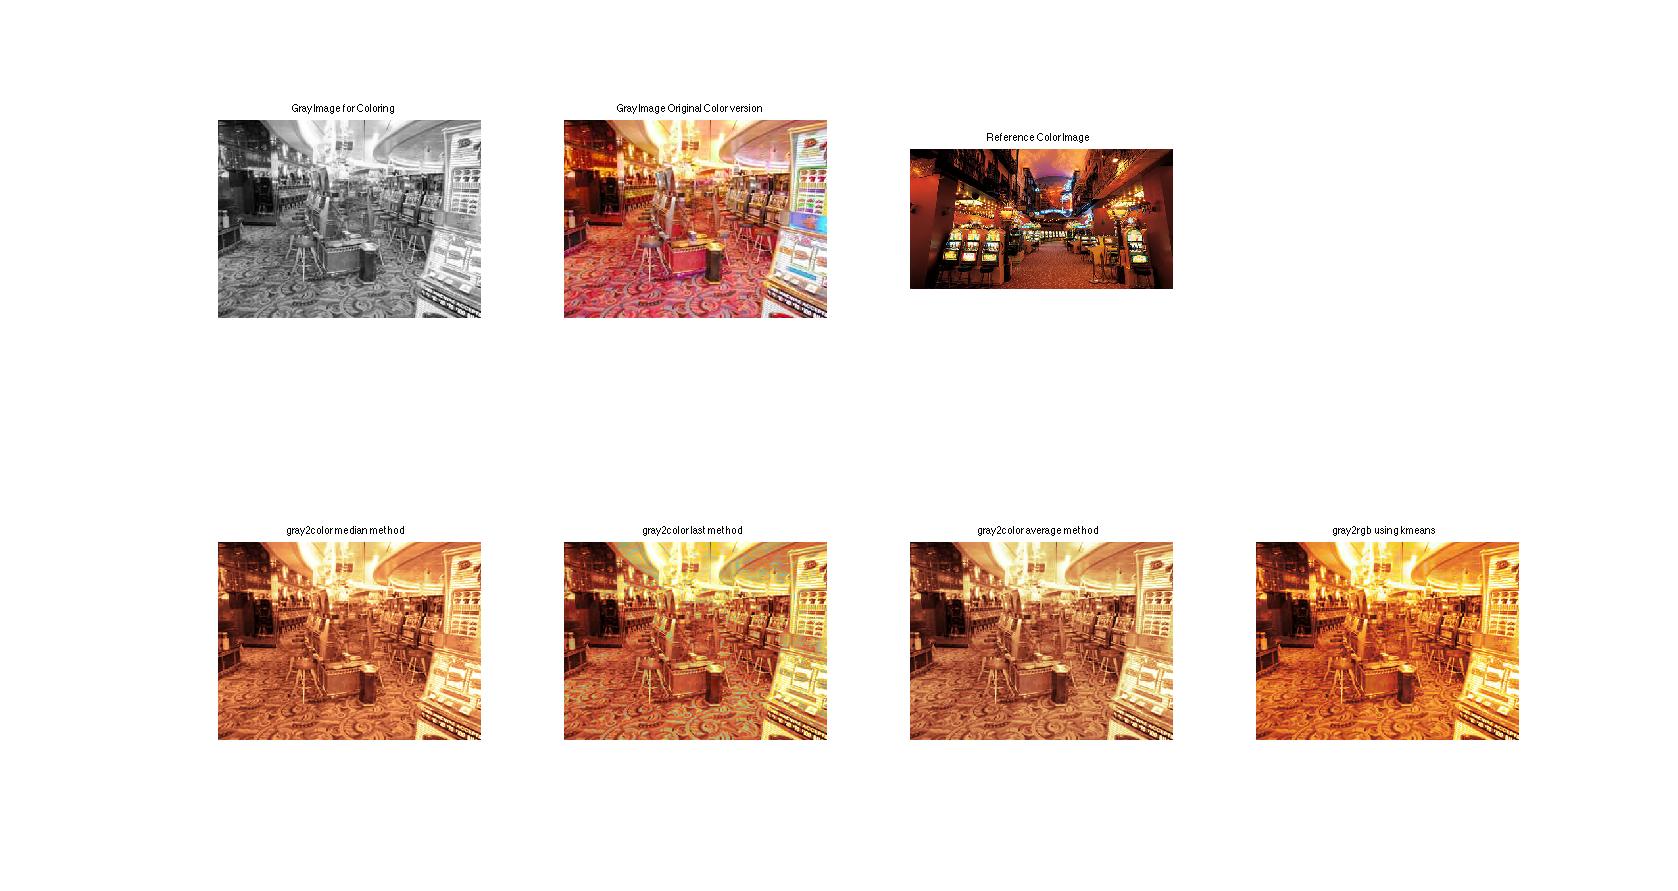 Gray Image for Coloring
Gray Image Original Color version
Reference Color Image
gray2color median method
gray2color last method
gray2color average method
gray2rgb using kmeans